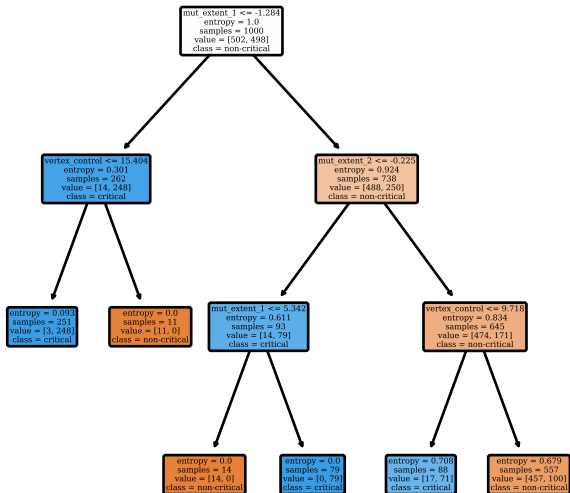 mut_extent_1 <= -1.284
entropy = 1.0
samples = 1000
value = [502, 498]
class = non-critical
vertex_control <= 15.404
entropy = 0.301
samples = 262
value = [14, 248]
class = critical
mut_extent_2 <= -0.225
entropy = 0.924
samples = 738
value = [488, 250]
class = non-critical
entropy = 0.093
samples = 251
value = [3, 248]
class = critical
entropy = 0.0
samples = 11
value = [11, 0]
class = non-critical
mut_extent_1 <= 5.342
entropy = 0.611
samples = 93
value = [14, 79]
class = critical
vertex_control <= 9.718
entropy = 0.834
samples = 645
value = [474, 171]
class = non-critical
entropy = 0.0
samples = 14
value = [14, 0]
class = non-critical
entropy = 0.0
samples = 79
value = [0, 79]
class = critical
entropy = 0.708
samples = 88
value = [17, 71]
class = critical
entropy = 0.679
samples = 557
value = [457, 100]
class = non-critical